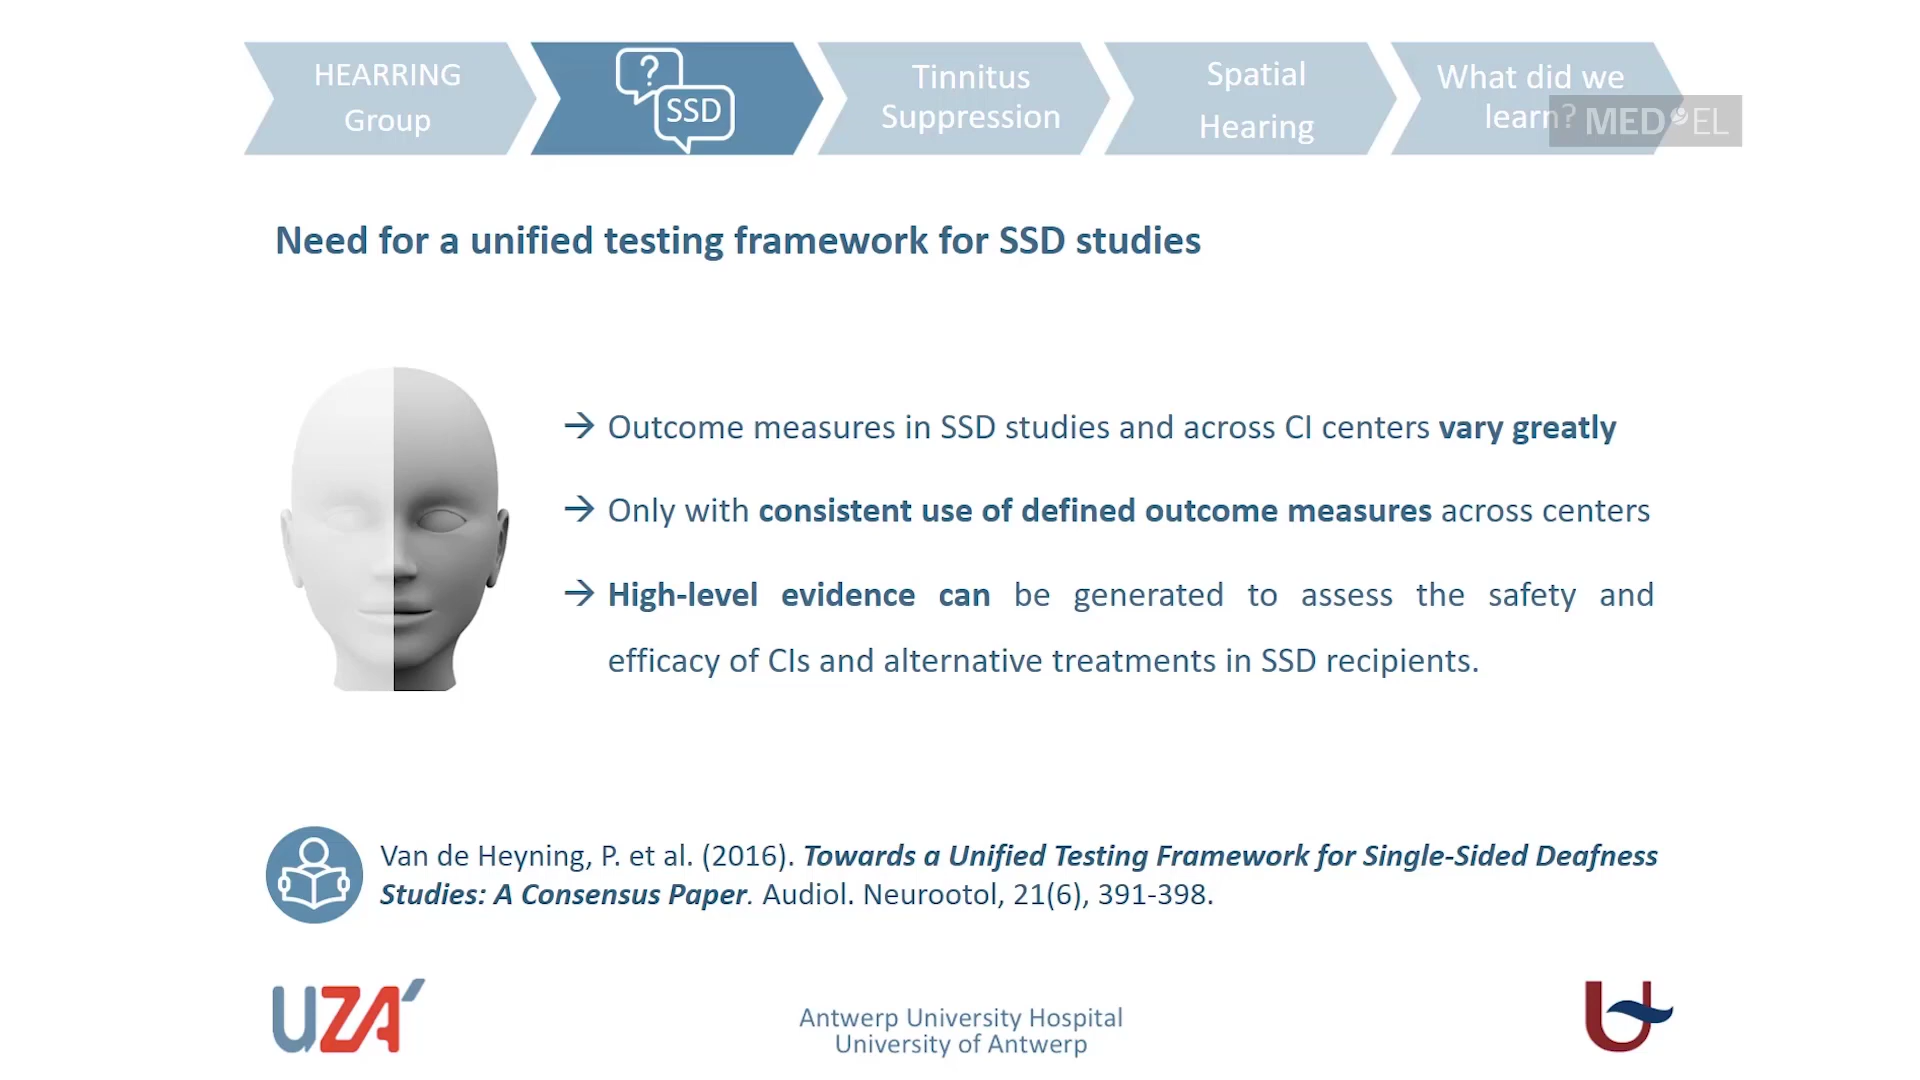 HEARRING
Group
?
SSD
Tinnitus
Suppression
Spatial
Hearing
What did we
learn?
MED EL
Need for a unified testing framework for SSD studies
→ Outcome measures in SSD studies and across CI centers vary greatly
→ Only with consistent use of defined outcome measures across centers
→ High-level evidence can be generated to assess the safety and
efficacy of CIs and alternative treatments in SSD recipients.
Van de Heyning, P. et al. (2016). Towards a Unified Testing Framework for Single-Sided Deafness
Studies: A Consensus Paper. Audiol. Neurootol, 21(6), 391-398.
UZA
Antwerp University Hospital
University of Antwerp